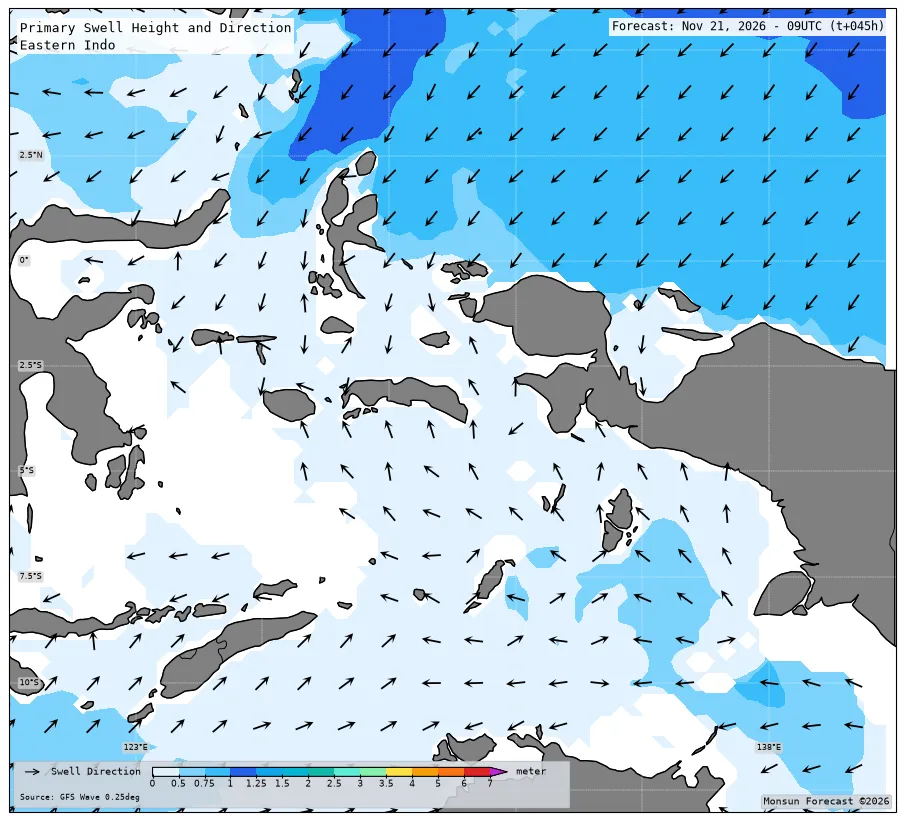 Primary Swell Height and Direction
Eastern Indo
Forecast: Nov 21, 2026 - 09UTC (t+045h)
2.5°N
0°
2.5°S
5°S
7.5°S
10°S
123°E
138°E
Swell Direction
0 0.5 0.75 1 1.25 1.5 2 2.5 3 3.5 4 5 6 7
meter
Source: GFS Wave 0.25deg
Monsun Forecast ©2026